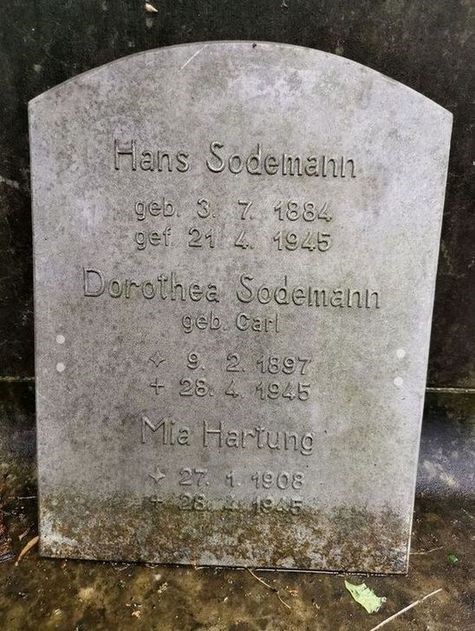 Hans Sodemann
geb. 3. 7. 1884
gef. 21. 4. 1945
Dorothea Sodemann
geb. Carl
✧ 9. 2. 1897
+ 28. 4. 1945
Mia Hartung
✧ 27. 1. 1908
+ 28. 4. 1945